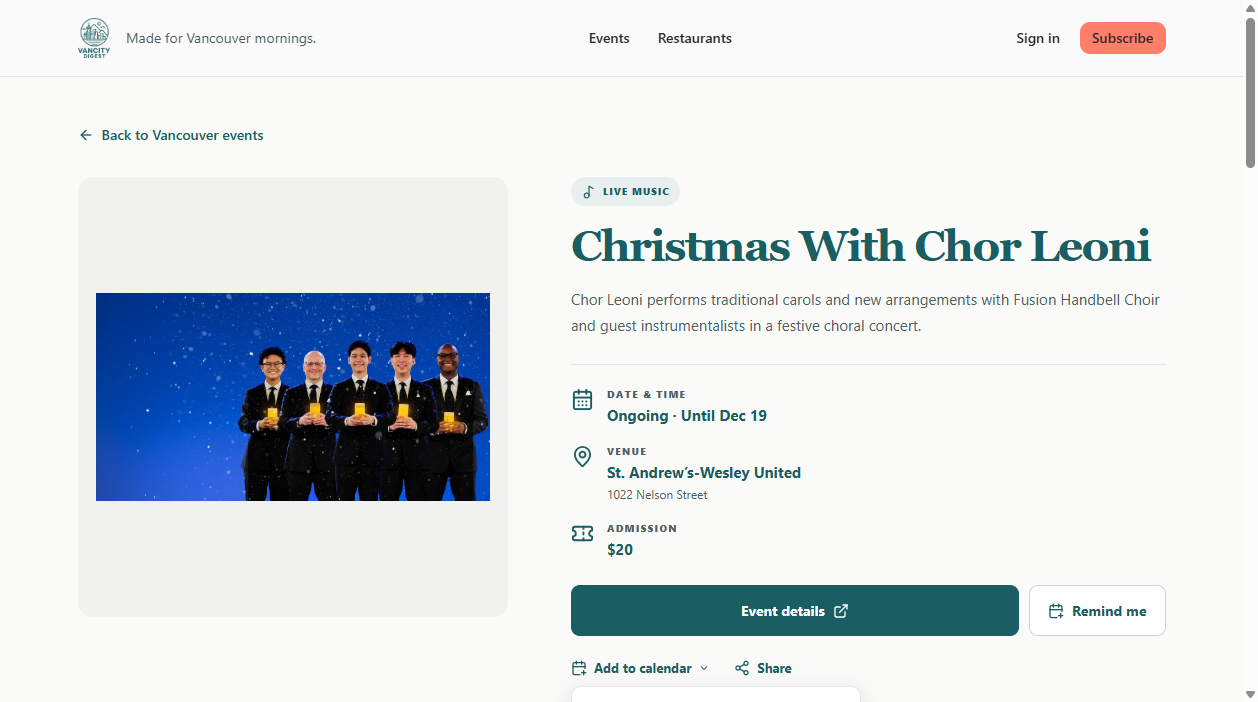 VANCITY
DIGEST
Made for Vancouver mornings.
Events
Restaurants
Sign in
Subscribe
Back to Vancouver events
LIVE MUSIC
Christmas With Chor Leoni
Chor Leoni performs traditional carols and new arrangements with Fusion Handbell Choir
and guest instrumentalists in a festive choral concert.
DATE & TIME
Ongoing · Until Dec 19
VENUE
St. Andrew’s-Wesley United
1022 Nelson Street
ADMISSION
$20
Event details
Remind me
Add to calendar
Share